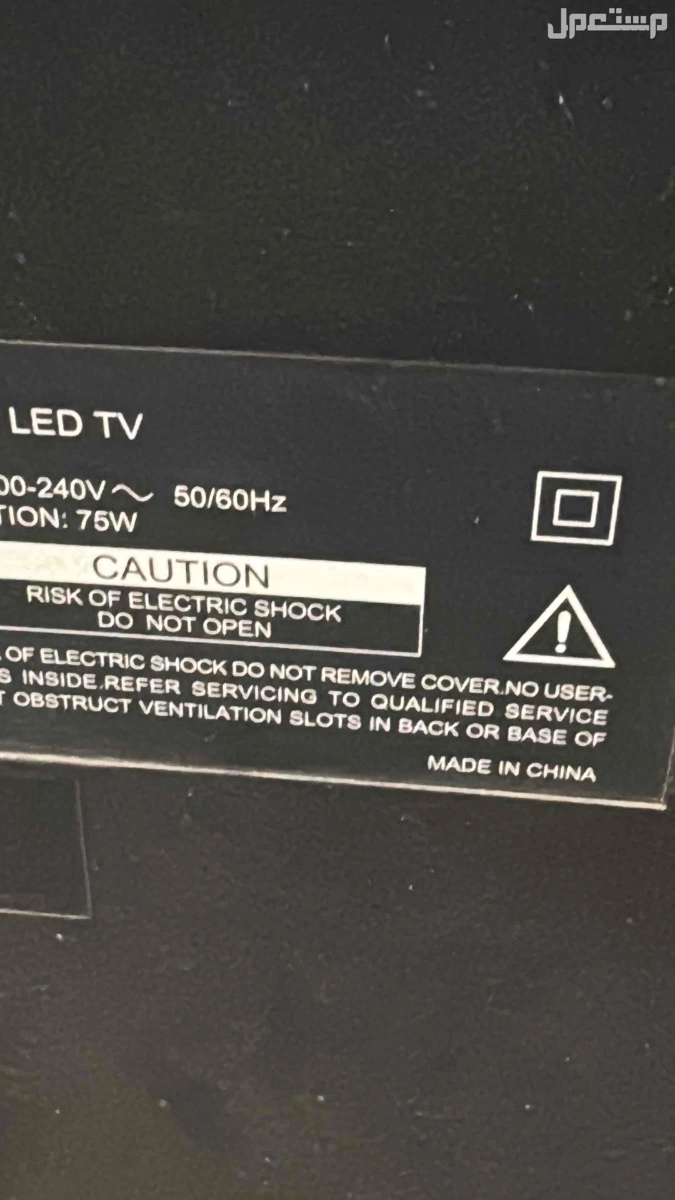 مستعمل
LED TV
00-240V～ 50/60Hz
TION: 75W
CAUTION
RISK OF ELECTRIC SHOCK
DO NOT OPEN
OF ELECTRIC SHOCK DO NOT REMOVE COVER.NO USER-
S INSIDE.REFER SERVICING TO QUALIFIED SERVICE
T OBSTRUCT VENTILATION SLOTS IN BACK OR BASE OF
MADE IN CHINA